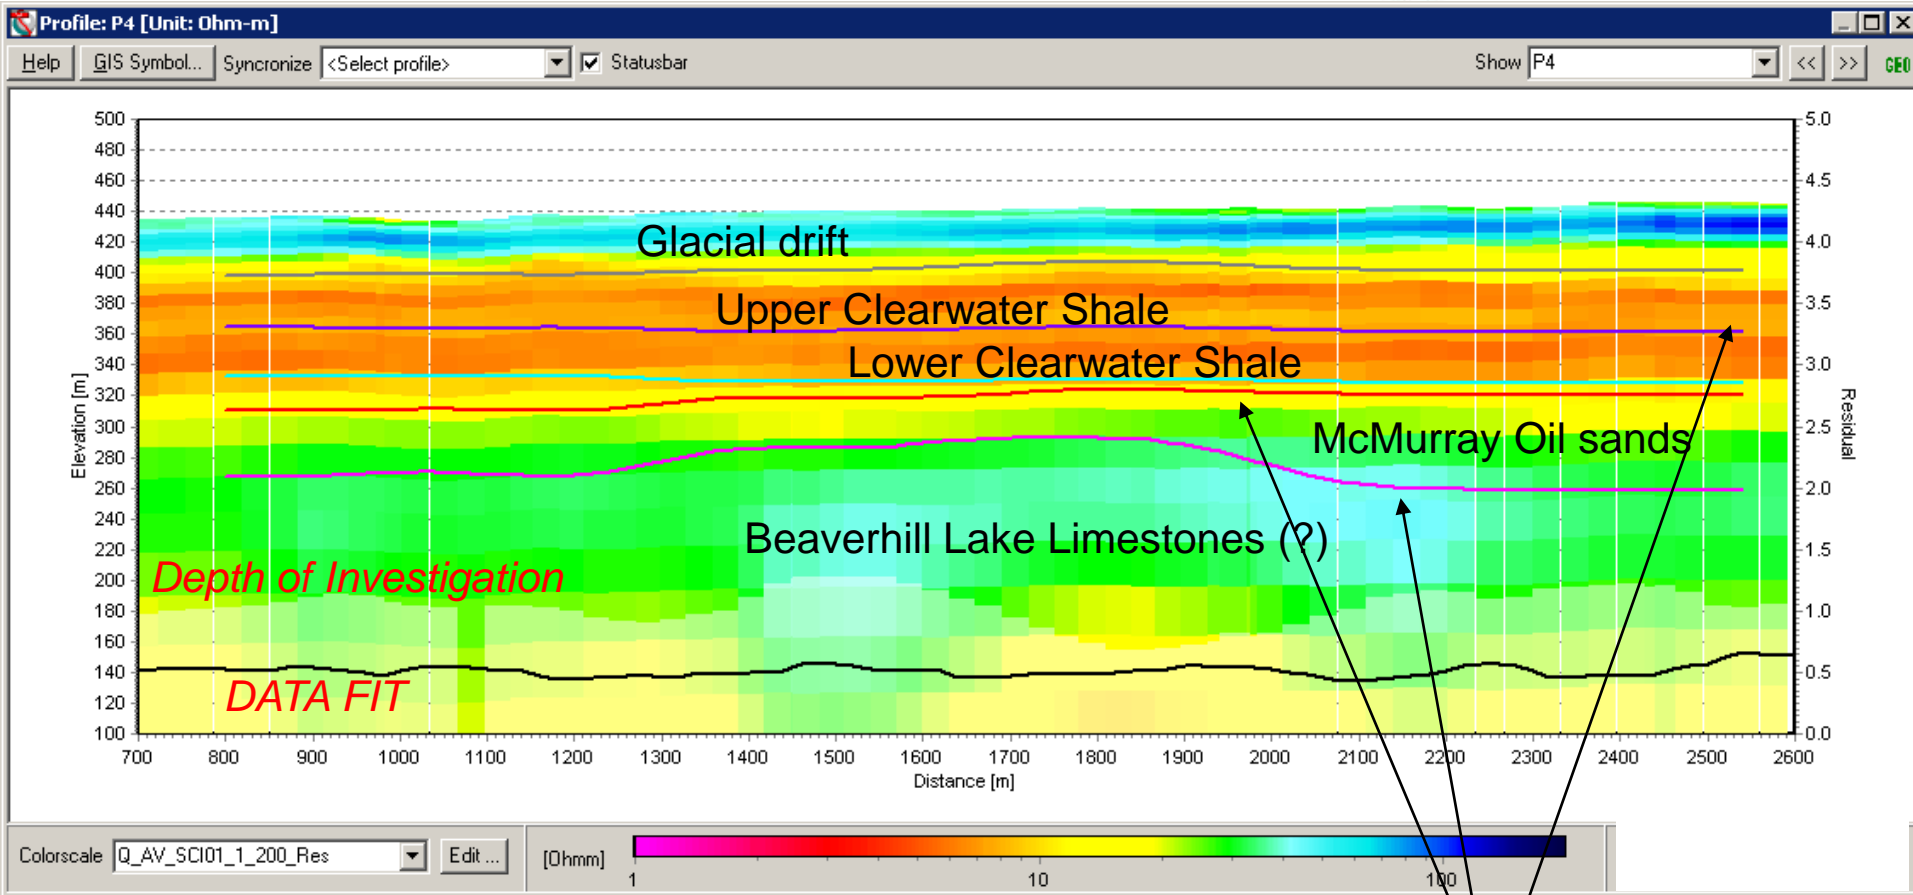 Profile: P4 [Unit: Ohm-m]
Help GIS Symbol... Syncronize <Select profile> Statusbar Show P4 << >> GEO
500 5.0
480
460 4.5
440
420 4.0
Glacial drift
400
380 3.5
Upper Clearwater Shale
360
340 3.0
Lower Clearwater Shale
320
300 2.5
McMurray Oil sands
280
260 2.0
240
Beaverhill Lake Limestones (?)
220 1.5
200
Depth of Investigation
180 1.0
160
140 0.5
DATA FIT
120
100 0.0
Elevation [m]
Residual
700 800 900 1000 1100 1200 1300 1400 1500 1600 1700 1800 1900 2000 2100 2200 2300 2400 2500 2600
Distance [m]
Colorscale Q_AV_SCI01_1_200_Res Edit ... [Ohmm]
1 10 100